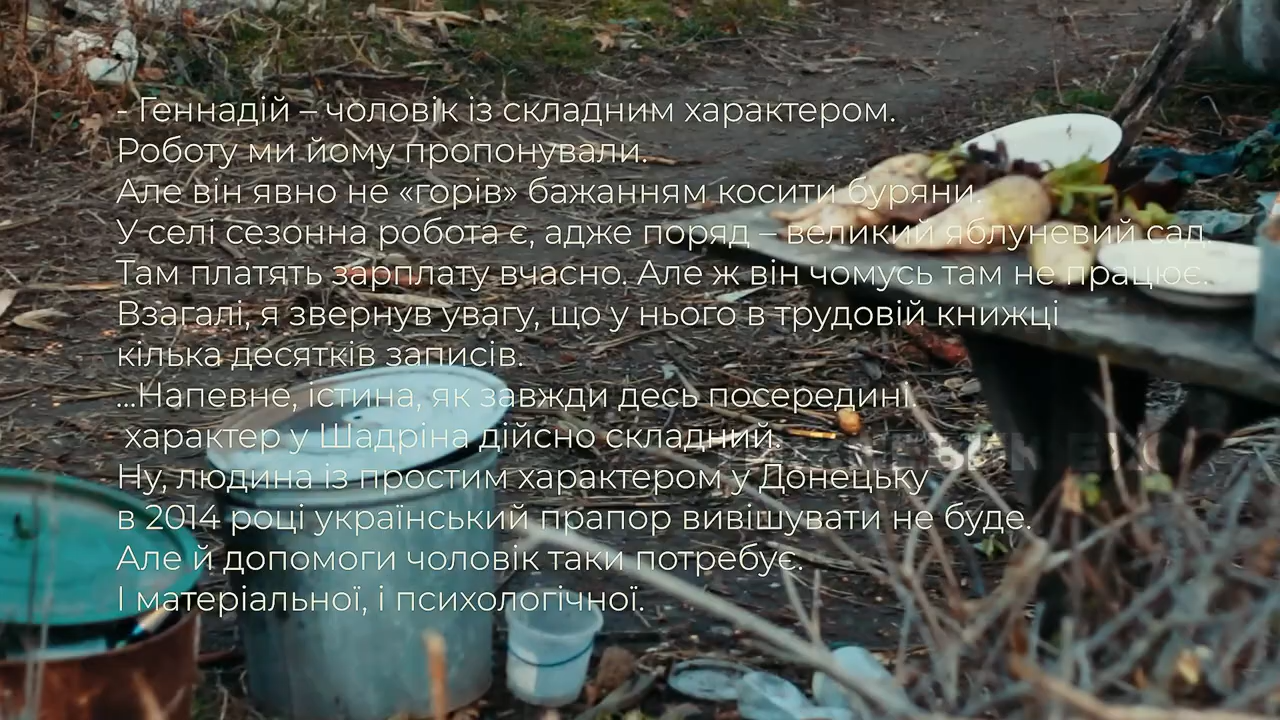 - Геннадій – чоловік із складним характером.
Роботу ми йому пропонували.
Але він явно не «горів» бажанням косити буряни.
У селі сезонна робота є, адже поряд – великий яблуневий сад.
Там платять зарплату вчасно. Але ж він чомусь там не працює.
Взагалі, я звернув увагу, що у нього в трудовій книжці
кілька десятків записів.
...Напевне, істина, як завжди десь посередині.
характер у Шадріна дійсно складний.
Ну, людина із простим характером у Донецьку
в 2014 році український прапор вивішувати не буде.
Але й допомоги чоловік таки потребує.
І матеріальної, і психологічної.